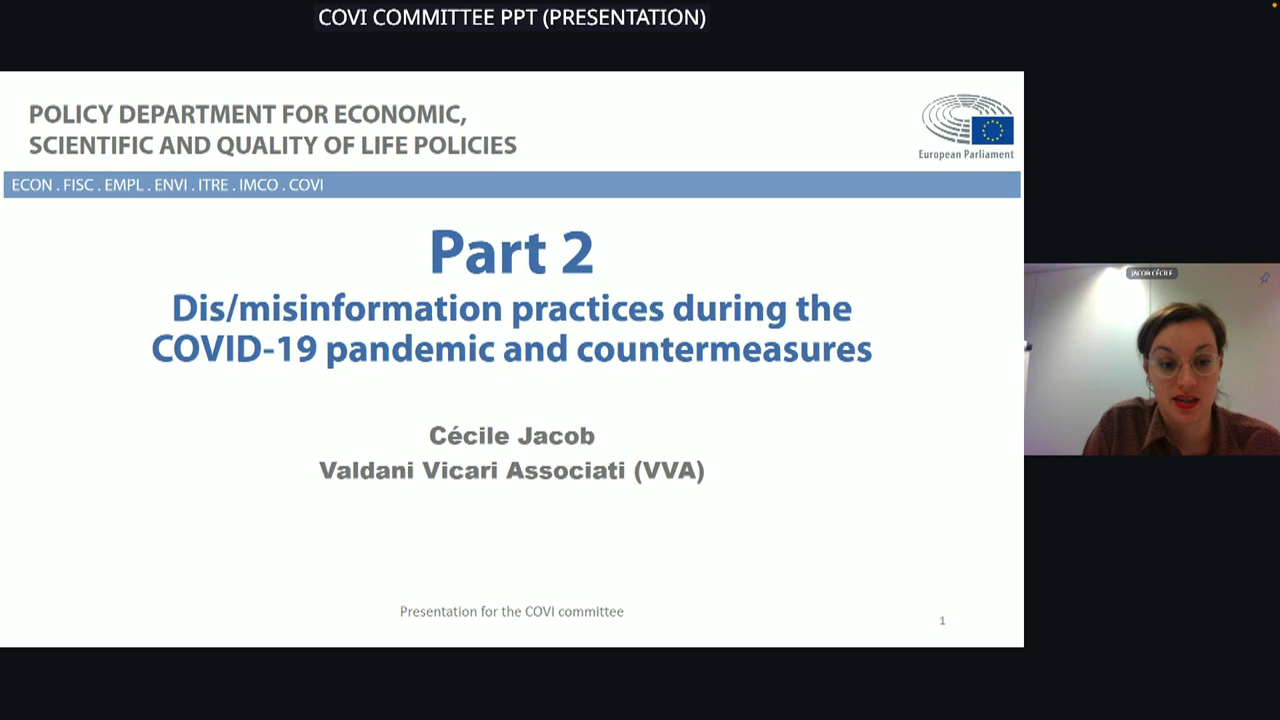 COVI COMMITTEE PPT (PRESENTATION)
POLICY DEPARTMENT FOR ECONOMIC,
SCIENTIFIC AND QUALITY OF LIFE POLICIES
European Parliament
ECON . FISC . EMPL . ENVI . ITRE . IMCO . COVI
Part 2
Dis/misinformation practices during the
COVID-19 pandemic and countermeasures
JACOB CÉCILE
Cécile Jacob
Valdani Vicari Associati (VVA)
Presentation for the COVI committee
1